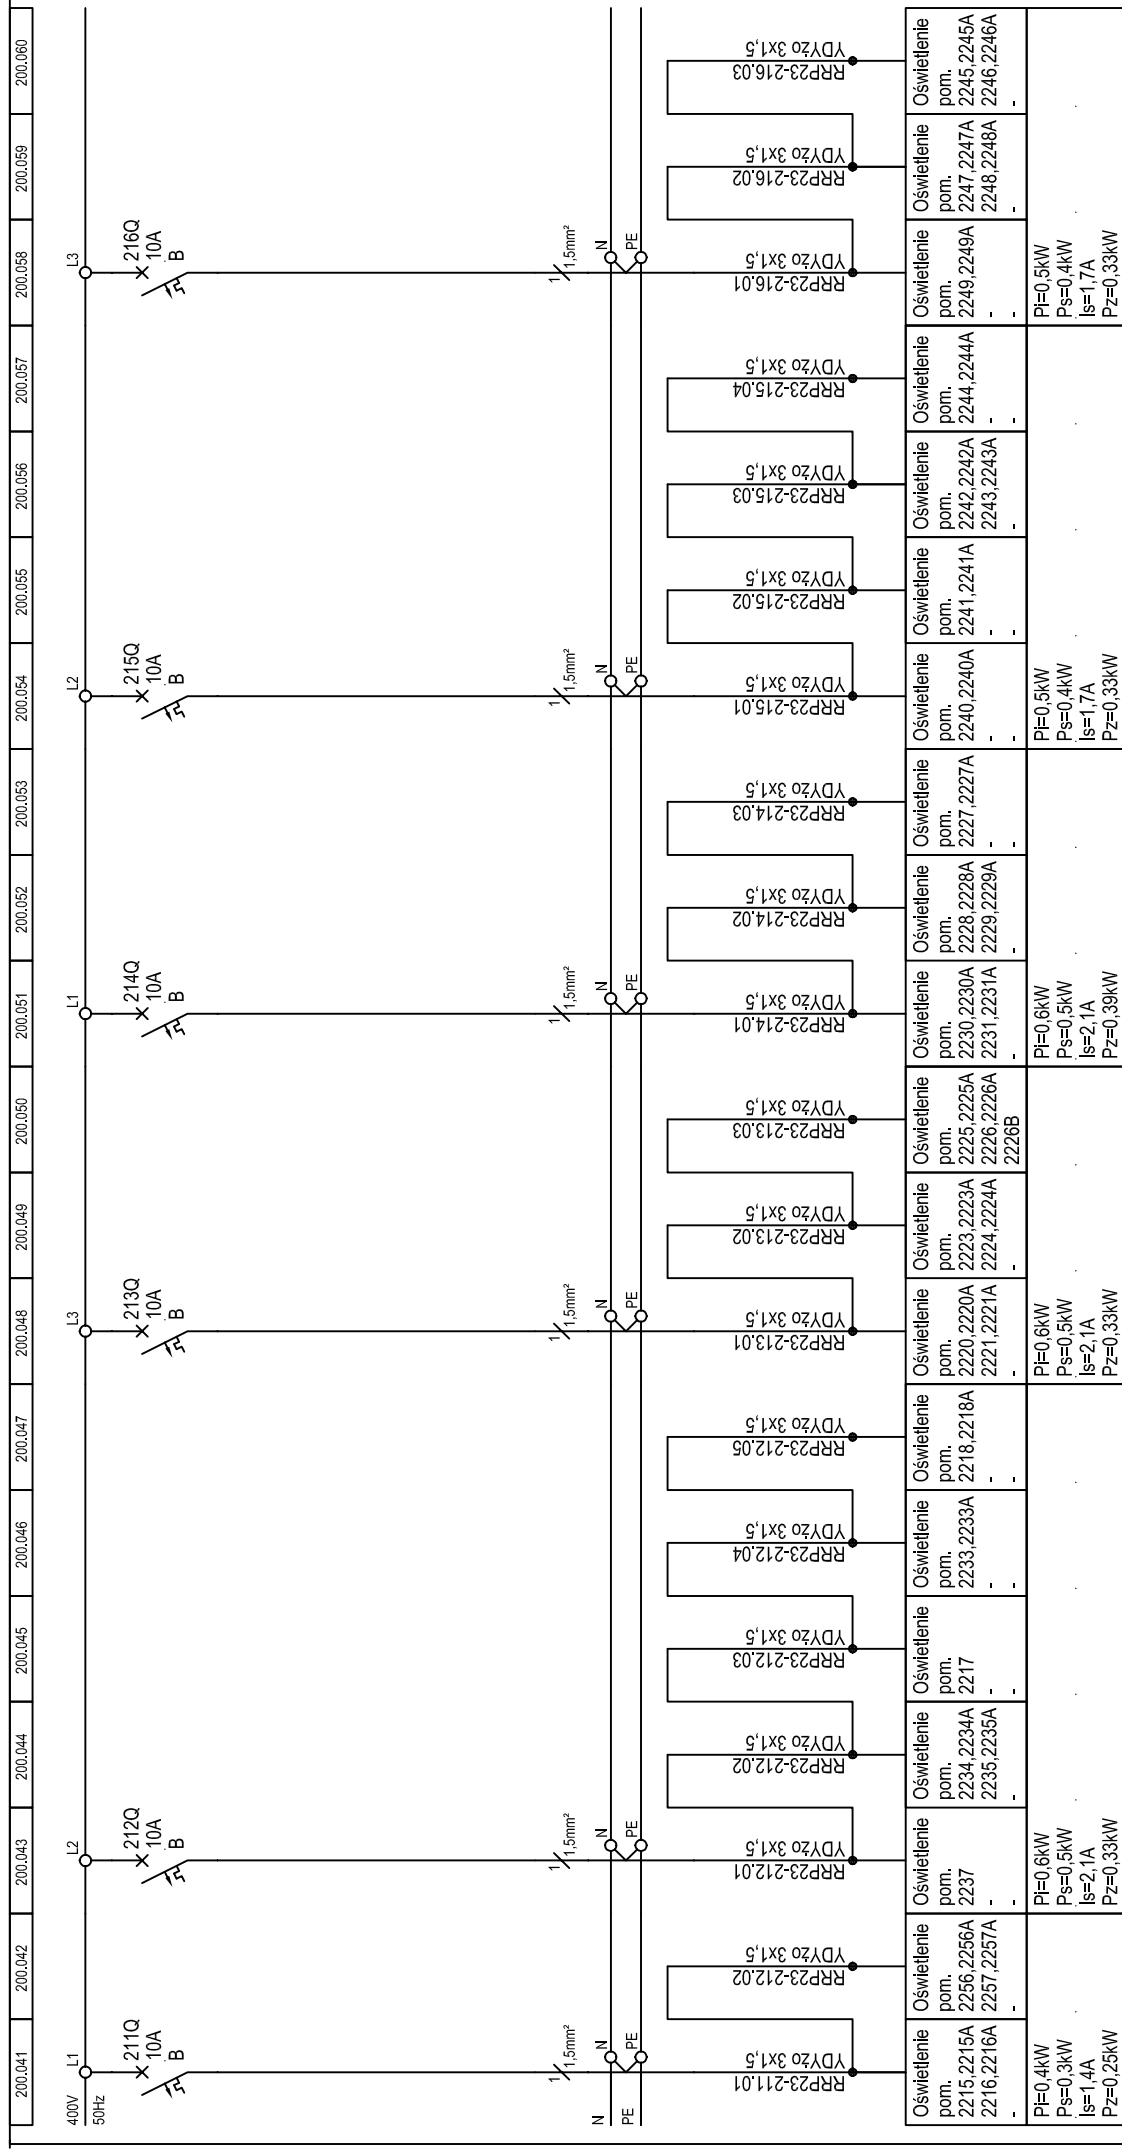 200.041 200.042 200.043 200.044 200.045 200.046 200.047 200.048 200.049 200.050 200.051 200.052 200.053 200.054 200.055 200.056 200.057 200.058 200.059 200.060
400V
50Hz
L1 L2 L3 L1 L2 L3
211Q
10A
B
212Q
10A
B
213Q
10A
B
214Q
10A
B
215Q
10A
B
216Q
10A
B
1 1,5mm²
1 1,5mm²
1 1,5mm²
1 1,5mm²
1 1,5mm²
1 1,5mm²
N N N N N N N
PE PE PE PE PE PE PE
RRP23-211.01
YDYżo 3x1,5
RRP23-212.02
YDYżo 3x1,5
RRP23-212.01
YDYżo 3x1,5
RRP23-212.02
YDYżo 3x1,5
RRP23-212.03
YDYżo 3x1,5
RRP23-212.04
YDYżo 3x1,5
RRP23-212.05
YDYżo 3x1,5
RRP23-213.01
YDYżo 3x1,5
RRP23-213.02
YDYżo 3x1,5
RRP23-213.03
YDYżo 3x1,5
RRP23-214.01
YDYżo 3x1,5
RRP23-214.02
YDYżo 3x1,5
RRP23-214.03
YDYżo 3x1,5
RRP23-215.01
YDYżo 3x1,5
RRP23-215.02
YDYżo 3x1,5
RRP23-215.03
YDYżo 3x1,5
RRP23-215.04
YDYżo 3x1,5
RRP23-216.01
YDYżo 3x1,5
RRP23-216.02
YDYżo 3x1,5
RRP23-216.03
YDYżo 3x1,5
Oświetlenie
pom.
2215,2215A
2216,2216A
-
Oświetlenie
pom.
2256,2256A
2257,2257A
-
Oświetlenie
pom.
2237
-
-
Oświetlenie
pom.
2234,2234A
2235,2235A
-
Oświetlenie
pom.
2217
-
-
Oświetlenie
pom.
2233,2233A
-
-
Oświetlenie
pom.
2218,2218A
-
-
Oświetlenie
pom.
2220,2220A
2221,2221A
-
Oświetlenie
pom.
2223,2223A
2224,2224A
-
Oświetlenie
pom.
2225,2225A
2226,2226A
2226B
Oświetlenie
pom.
2230,2230A
2231,2231A
-
Oświetlenie
pom.
2228,2228A
2229,2229A
-
Oświetlenie
pom.
2227,2227A
-
-
Oświetlenie
pom.
2240,2240A
-
-
Oświetlenie
pom.
2241,2241A
-
-
Oświetlenie
pom.
2242,2242A
2243,2243A
-
Oświetlenie
pom.
2244,2244A
-
-
Oświetlenie
pom.
2249,2249A
-
-
Oświetlenie
pom.
2247,2247A
2248,2248A
-
Oświetlenie
pom.
2245,2245A
2246,2246A
-
Pi=0,4kW
Ps=0,3kW
Is=1,4A
Pz=0,25kW
Pi=0,6kW
Ps=0,5kW
Is=2,1A
Pz=0,33kW
Pi=0,6kW
Ps=0,5kW
Is=2,1A
Pz=0,33kW
Pi=0,6kW
Ps=0,5kW
Is=2,1A
Pz=0,39kW
Pi=0,5kW
Ps=0,4kW
Is=1,7A
Pz=0,33kW
Pi=0,5kW
Ps=0,4kW
Is=1,7A
Pz=0,33kW